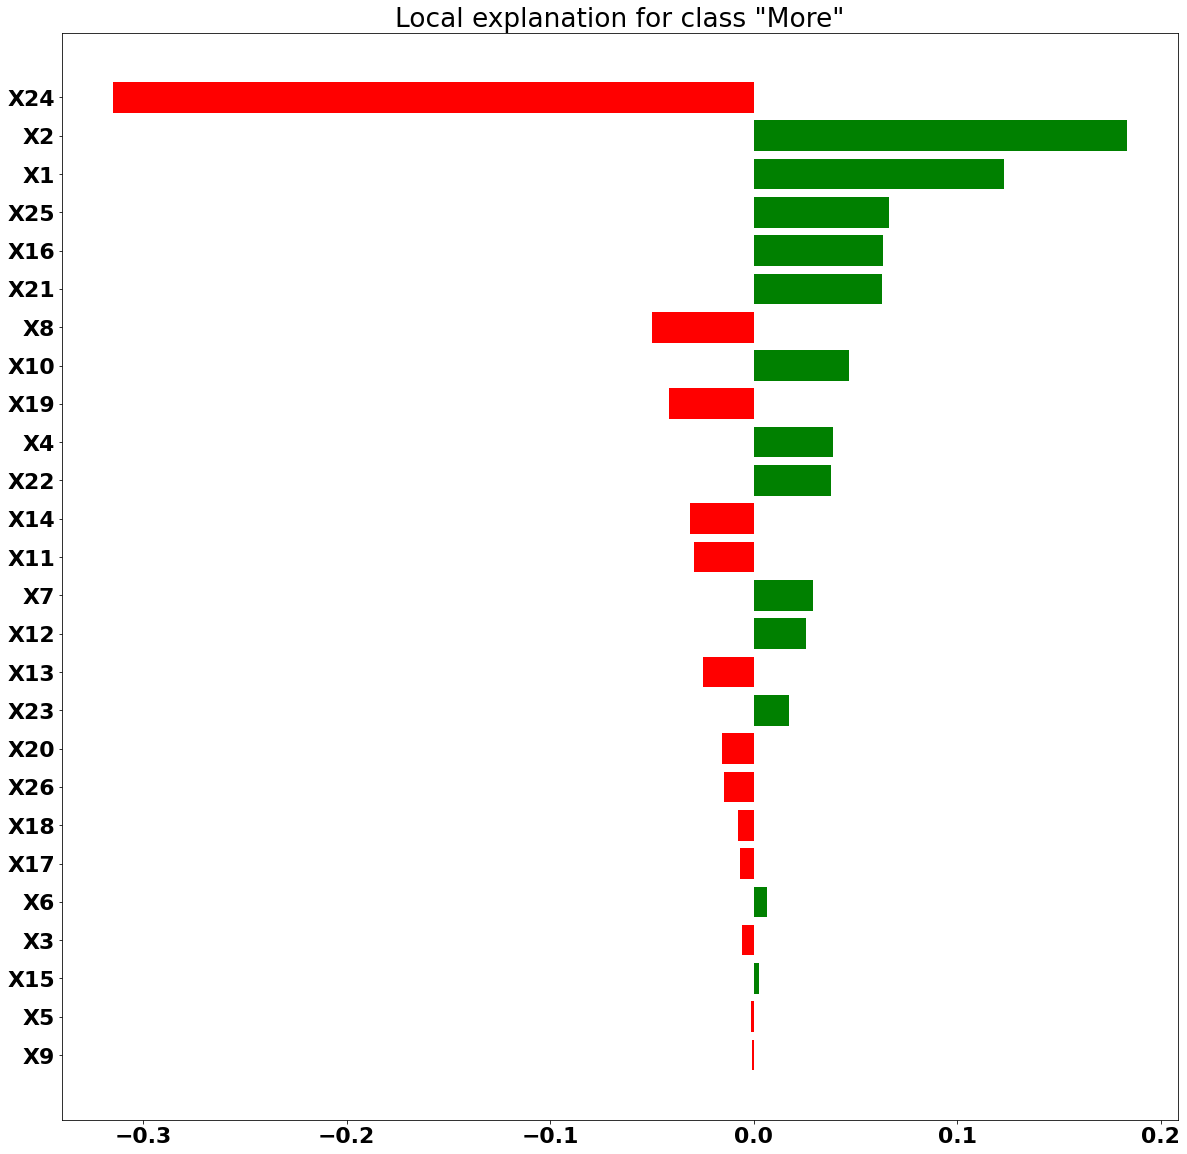 Local explanation for class "More"
X24
X2
X1
X25
X16
X21
X8
X10
X19
X4
X22
X14
X11
X7
X12
X13
X23
X20
X26
X18
X17
X6
X3
X15
X5
X9
−0.3 −0.2 −0.1 0.0 0.1 0.2